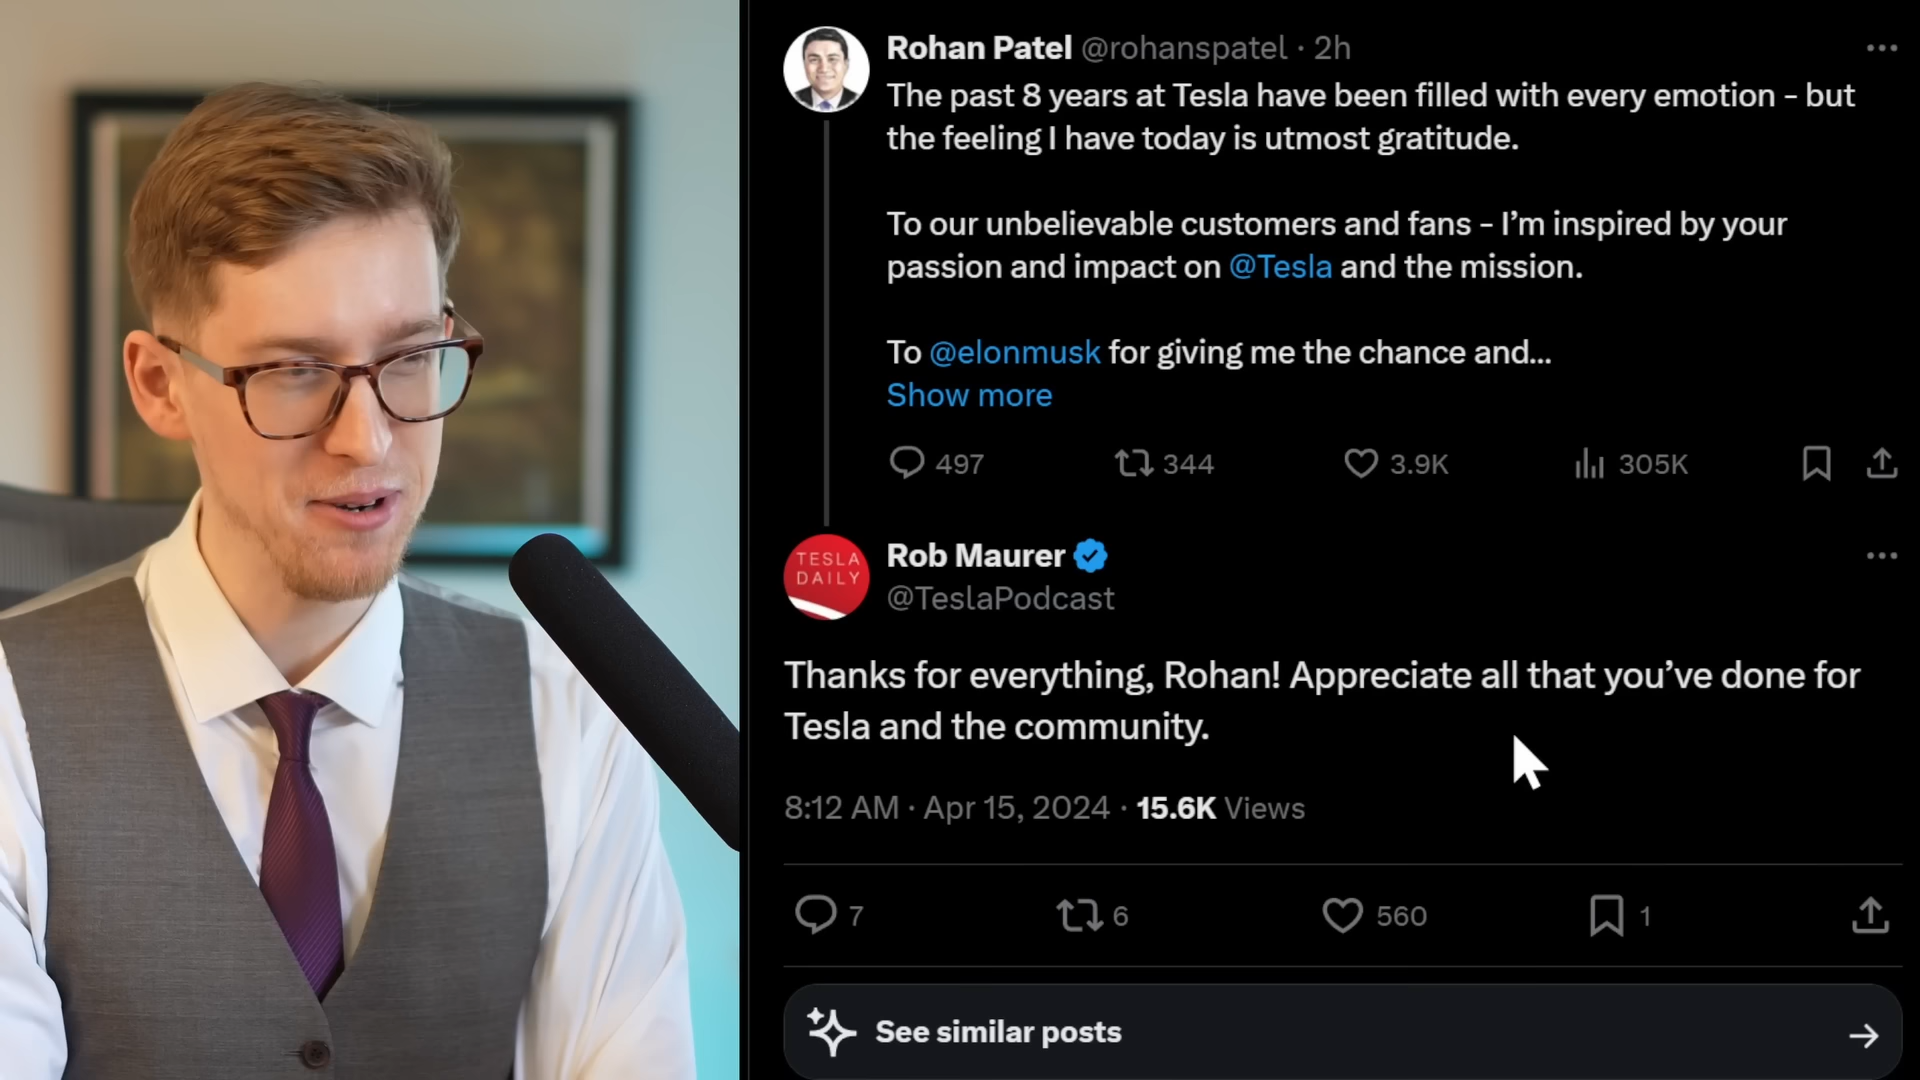 Rohan Patel @rohanspatel · 2h
The past 8 years at Tesla have been filled with every emotion – but
the feeling I have today is utmost gratitude.
To our unbelievable customers and fans – I’m inspired by your
passion and impact on @Tesla and the mission.
To @elonmusk for giving me the chance and...
Show more
497 344 3.9K 305K
TESLA
DAILY
Rob Maurer
@TeslaPodcast
Thanks for everything, Rohan! Appreciate all that you’ve done for
Tesla and the community.
8:12 AM · Apr 15, 2024 · 15.6K Views
7 6 560 1
See similar posts